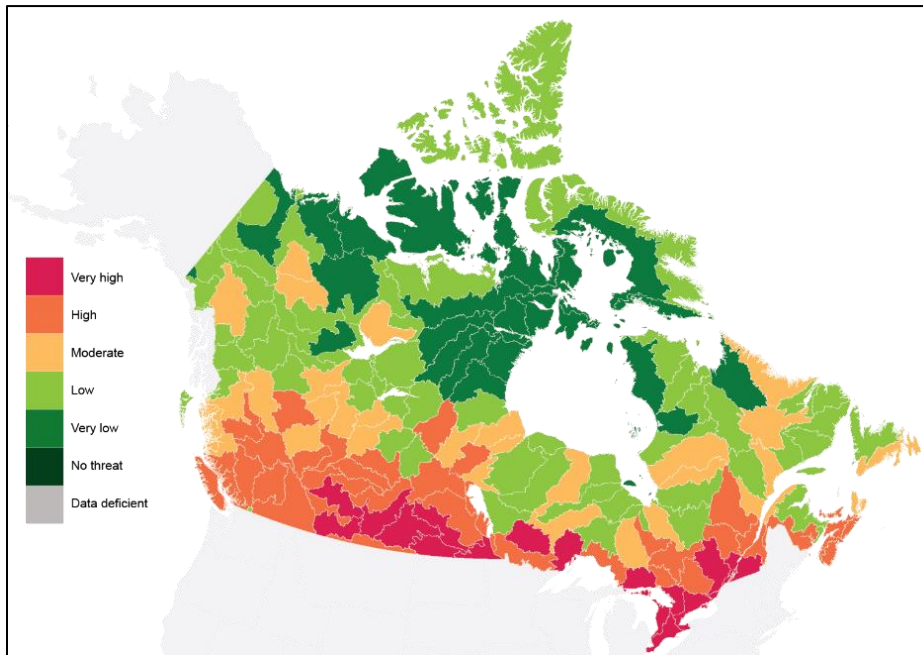 Very high
High
Moderate
Low
Very low
No threat
Data deficient